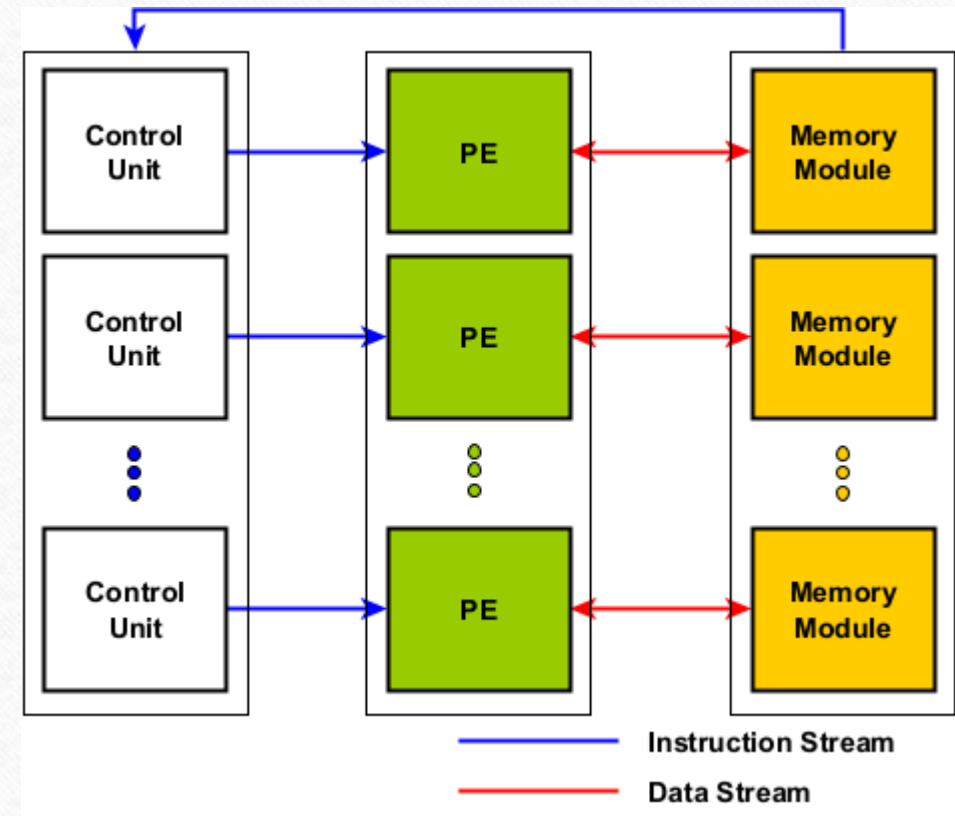 Control
Unit
PE
Memory
Module
Control
Unit
PE
Memory
Module
Control
Unit
PE
Memory
Module
Instruction Stream
Data Stream